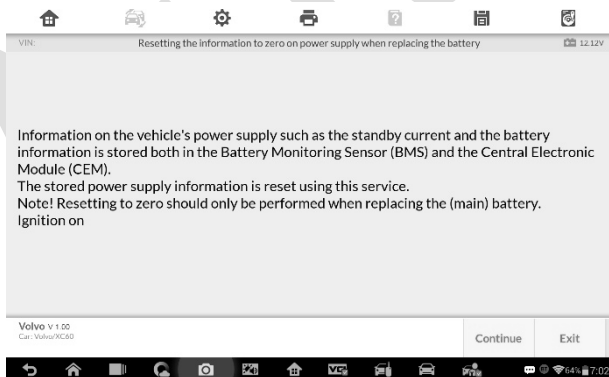 VIN:
Resetting the information to zero on power supply when replacing the battery
12.12V
Information on the vehicle's power supply such as the standby current and the battery
information is stored both in the Battery Monitoring Sensor (BMS) and the Central Electronic
Module (CEM).
The stored power supply information is reset using this service.
Note! Resetting to zero should only be performed when replacing the (main) battery.
Ignition on
Volvo V 1.00
Car: Volvo/XC60
Continue
Exit
64% 7:02